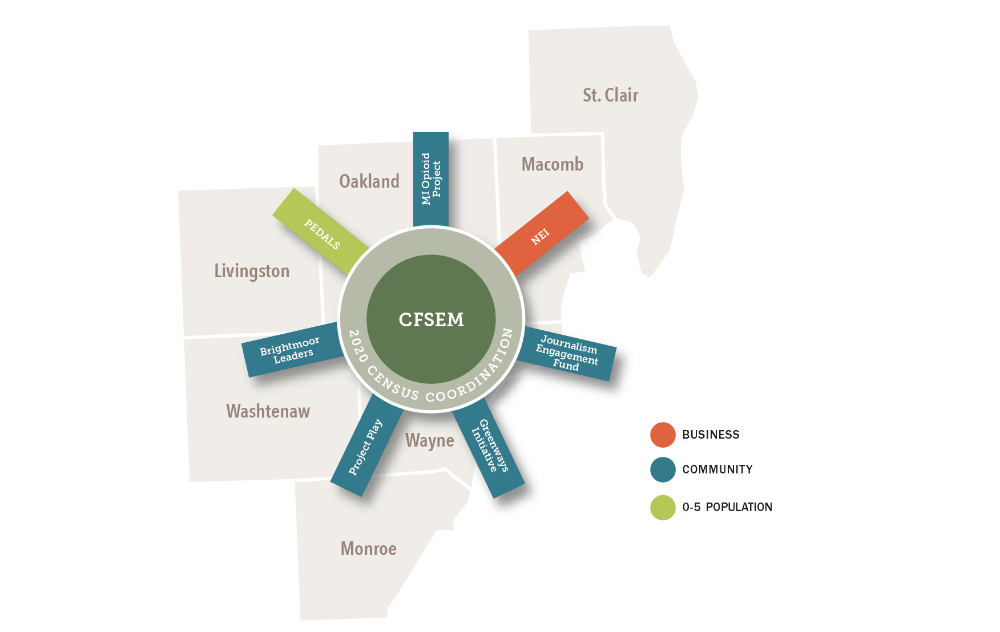 St. Clair
Macomb
Oakland
MI Opioid
Project
NEI
PEDALS
Livingston
CFSEM
2020 CENSUS COORDINATION
Brightmoor
Leaders
Journalism
Engagement
Fund
Washtenaw
Project Play
Wayne
Greenways
Initiative
Monroe
BUSINESS
COMMUNITY
0-5 POPULATION